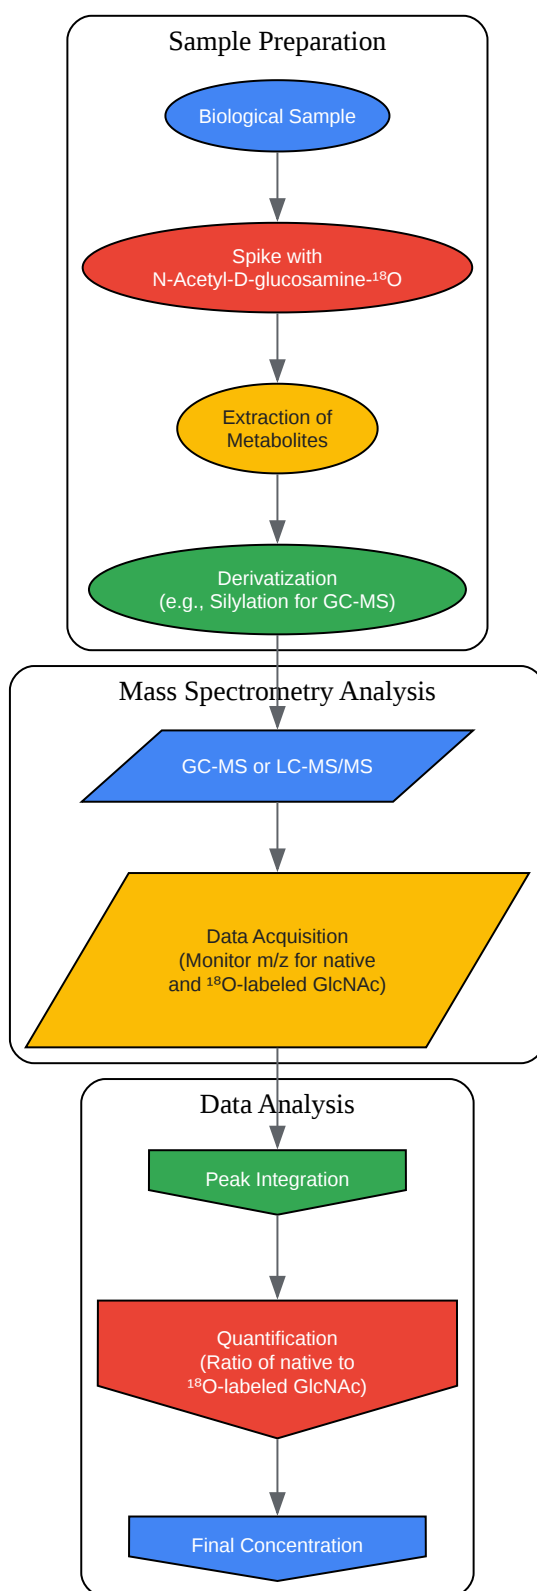 Sample Preparation
Biological Sample
Spike with
N-Acetyl-D-glucosamine-¹⁸O
Extraction of
Metabolites
Derivatization
(e.g., Silylation for GC-MS)
Mass Spectrometry Analysis
GC-MS or LC-MS/MS
Data Acquisition
(Monitor m/z for native
and ¹⁸O-labeled GlcNAc)
Data Analysis
Peak Integration
Quantification
(Ratio of native to
¹⁸O-labeled GlcNAc)
Final Concentration